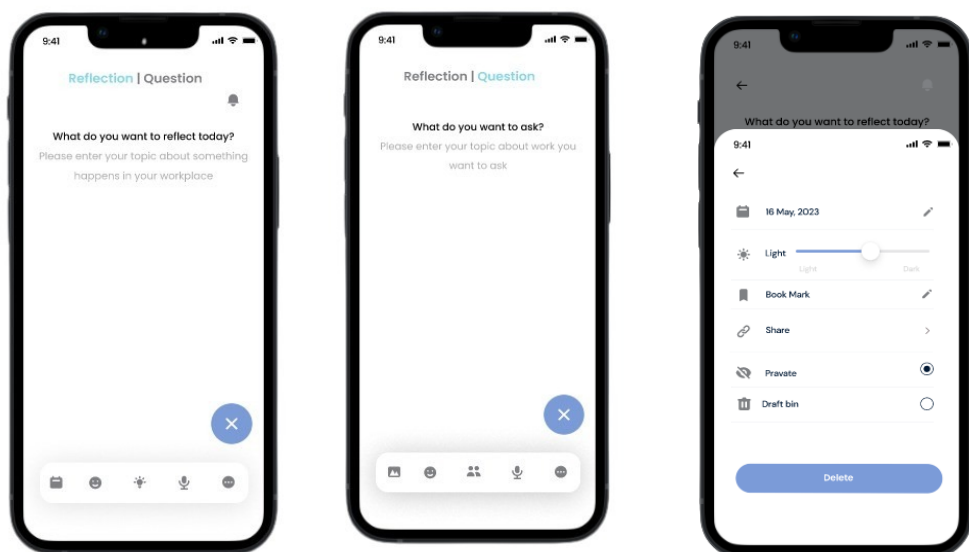 9:41
Reflection | Question
What do you want to reflect today?
Please enter your topic about something
happens in your workplace
9:41
Reflection | Question
What do you want to ask?
Please enter your topic about work you
want to ask
9:41
What do you want to reflect today?
9:41
16 May, 2023
Light
Light
Dark
Book Mark
Share
Pravate
Draft bin
Delete